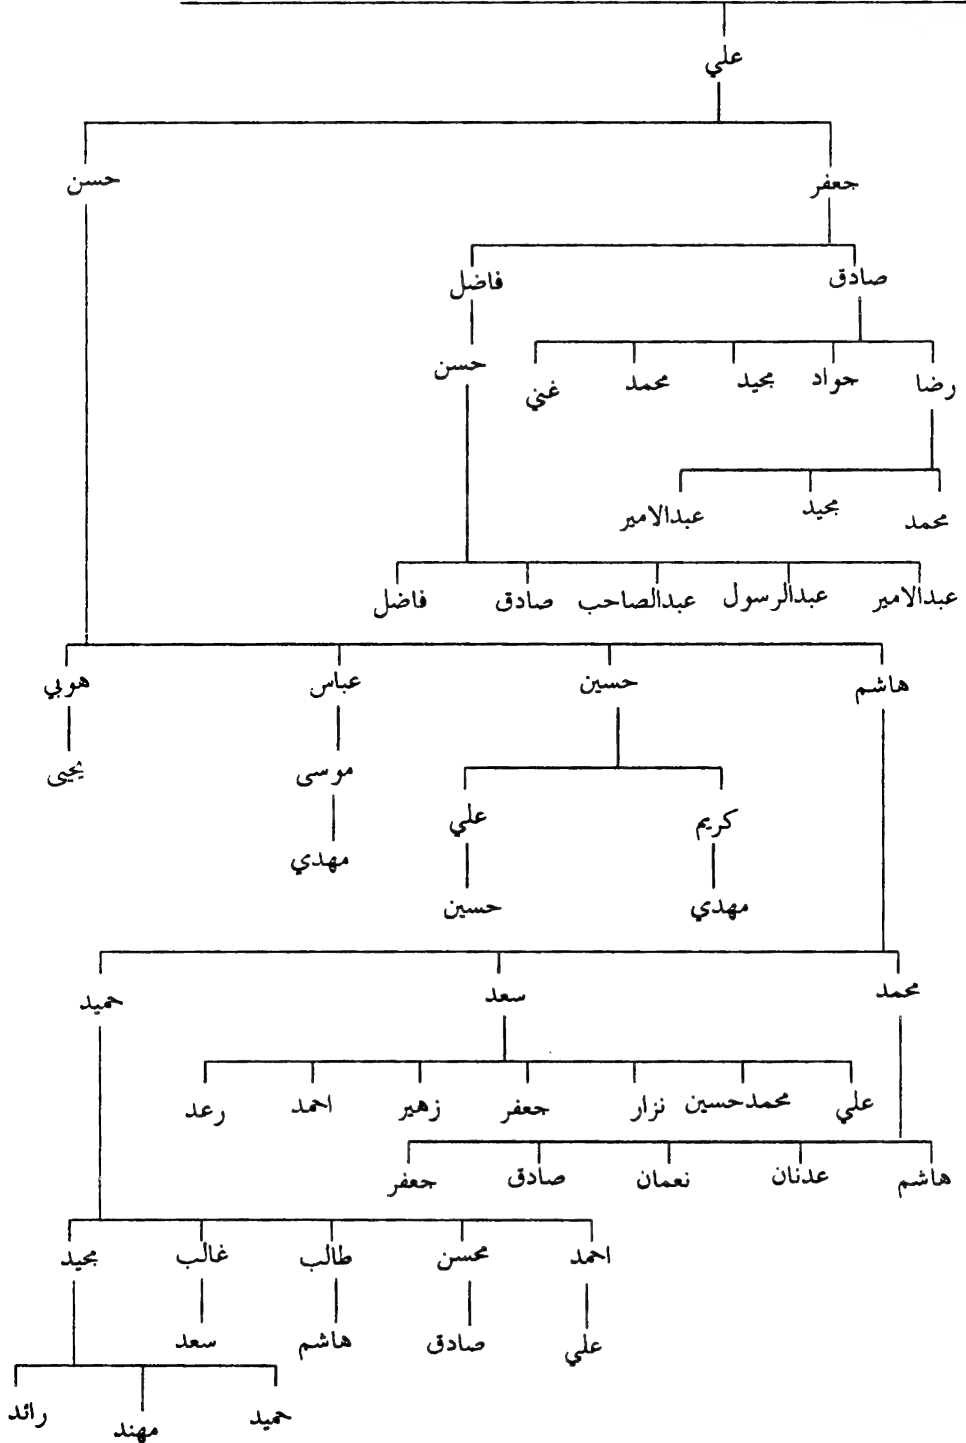 علي
جعفر حسن
صادق فاضل
حسن
رضا جواد مجيد محمد غني
محمد مجيد عبدالامير
عبدالامير عبدالرسول عبدالصاحب صادق فاضل
هاشم حسين عباس هوبي
موسى يحيى
كريم علي
مهدي
مهدي حسين
محمد سعد حميد
علي محمدحسين نزار جعفر زهير احمد رعد
هاشم عدنان نعمان صادق جعفر
احمد محسن طالب غالب مجيد
علي صادق هاشم سعد
حميد مهند رائد